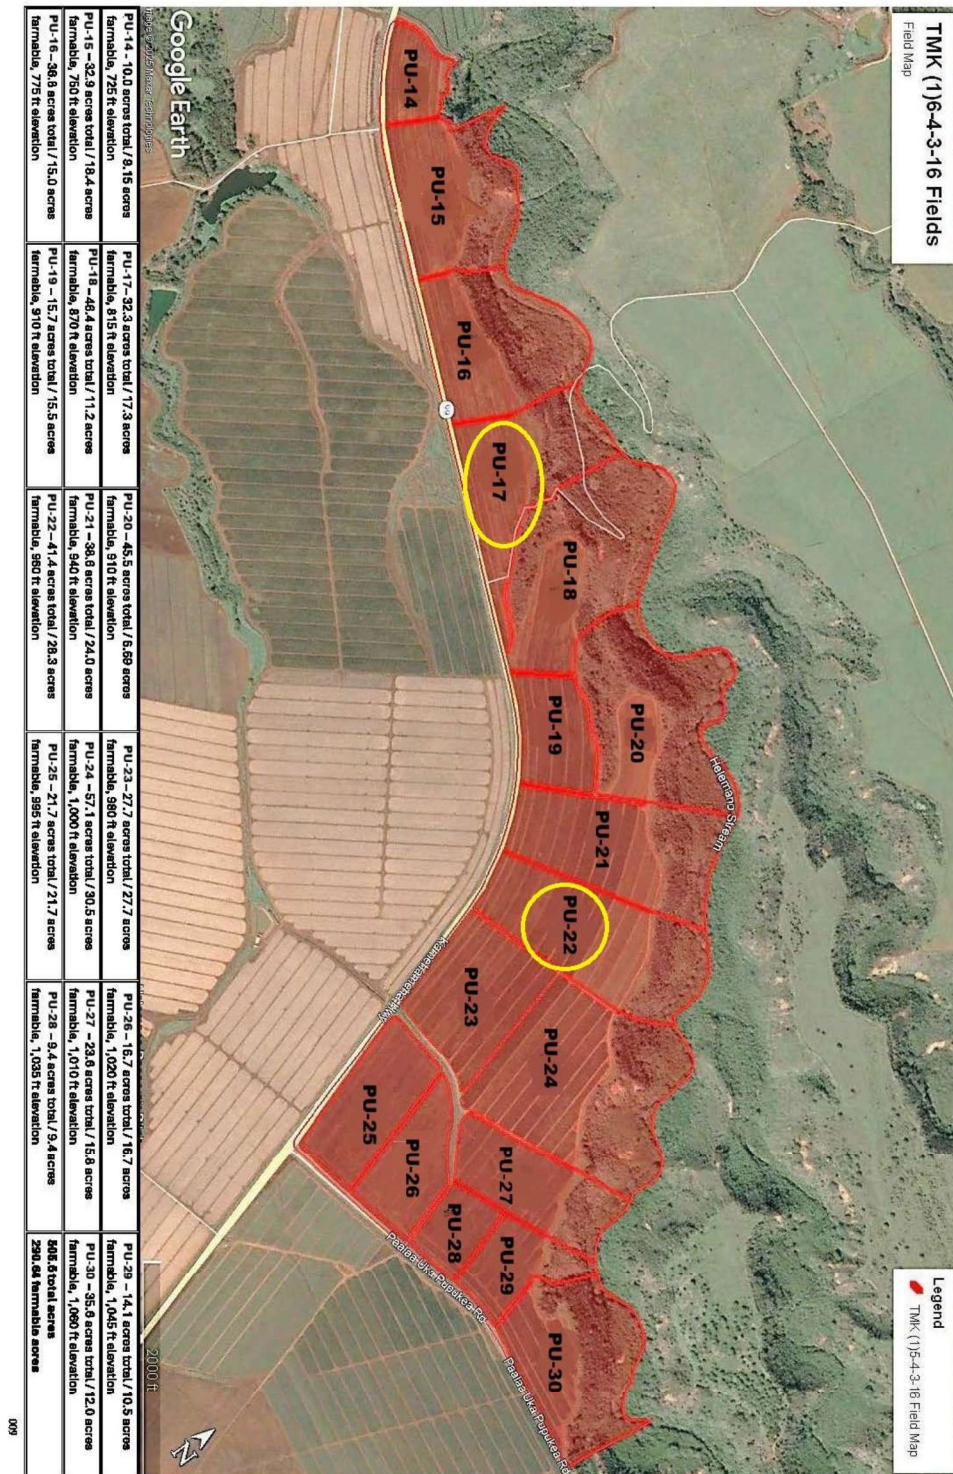 TMK (1)6-4-3-16 Fields
Field Map
Legend
TMK (1)5-4-3-16 Field Map
PU-14
PU-15
PU-16
PU-17
PU-18
PU-19
PU-20
PU-21
PU-22
PU-23
PU-24
PU-25
PU-26
PU-27
PU-28
PU-29
PU-30
Helemano Stream
99
Kamehameha Hwy
Paalaa Uka Pupukea Rd
Paalaa Uka Pupukea Rd
Google Earth
Image © 2025 Maxar Technologies
2000 ft
N
PU-14 – 10.0 acres total / 8.15 acres
farmable, 725 ft elevation
PU-17 – 32.3 acres total / 17.3 acres
farmable, 815 ft elevation
PU-20 – 45.5 acres total / 5.69 acres
farmable, 910 ft elevation
PU-23 – 27.7 acres total / 27.7 acres
farmable, 980 ft elevation
PU-26 – 16.7 acres total / 16.7 acres
farmable, 1,020 ft elevation
PU-29 – 14.1 acres total / 10.5 acres
farmable, 1,045 ft elevation
PU-15 – 32.9 acres total / 18.4 acres
farmable, 750 ft elevation
PU-18 – 46.4 acres total / 11.2 acres
farmable, 870 ft elevation
PU-21 – 38.6 acres total / 24.0 acres
farmable, 940 ft elevation
PU-24 – 57.1 acres total / 30.5 acres
farmable, 1,000 ft elevation
PU-27 – 23.6 acres total / 15.8 acres
farmable, 1,010 ft elevation
PU-30 – 35.6 acres total / 12.0 acres
farmable, 1,060 ft elevation
PU-16 – 36.8 acres total / 15.0 acres
farmable, 775 ft elevation
PU-19 – 15.7 acres total / 15.5 acres
farmable, 910 ft elevation
PU-22 – 41.4 acres total / 28.3 acres
farmable, 960 ft elevation
PU-25 – 21.7 acres total / 21.7 acres
farmable, 995 ft elevation
PU-28 – 9.4 acres total / 9.4 acres
farmable, 1,035 ft elevation
505.5 total acres
290.64 farmable acres
009